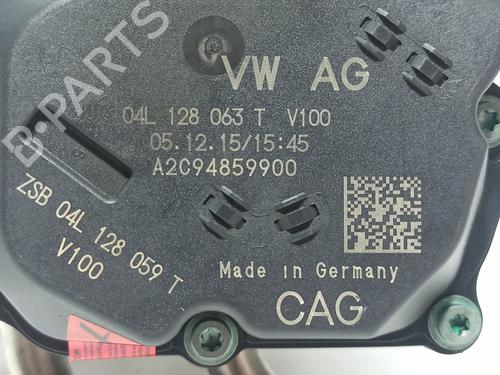 VW AG
04L 128 063 T V100
05.12.15/15:45
A2C94859900
ZSB 04L 128 059 T
V100
Made in Germany
CAG
B-PARTS